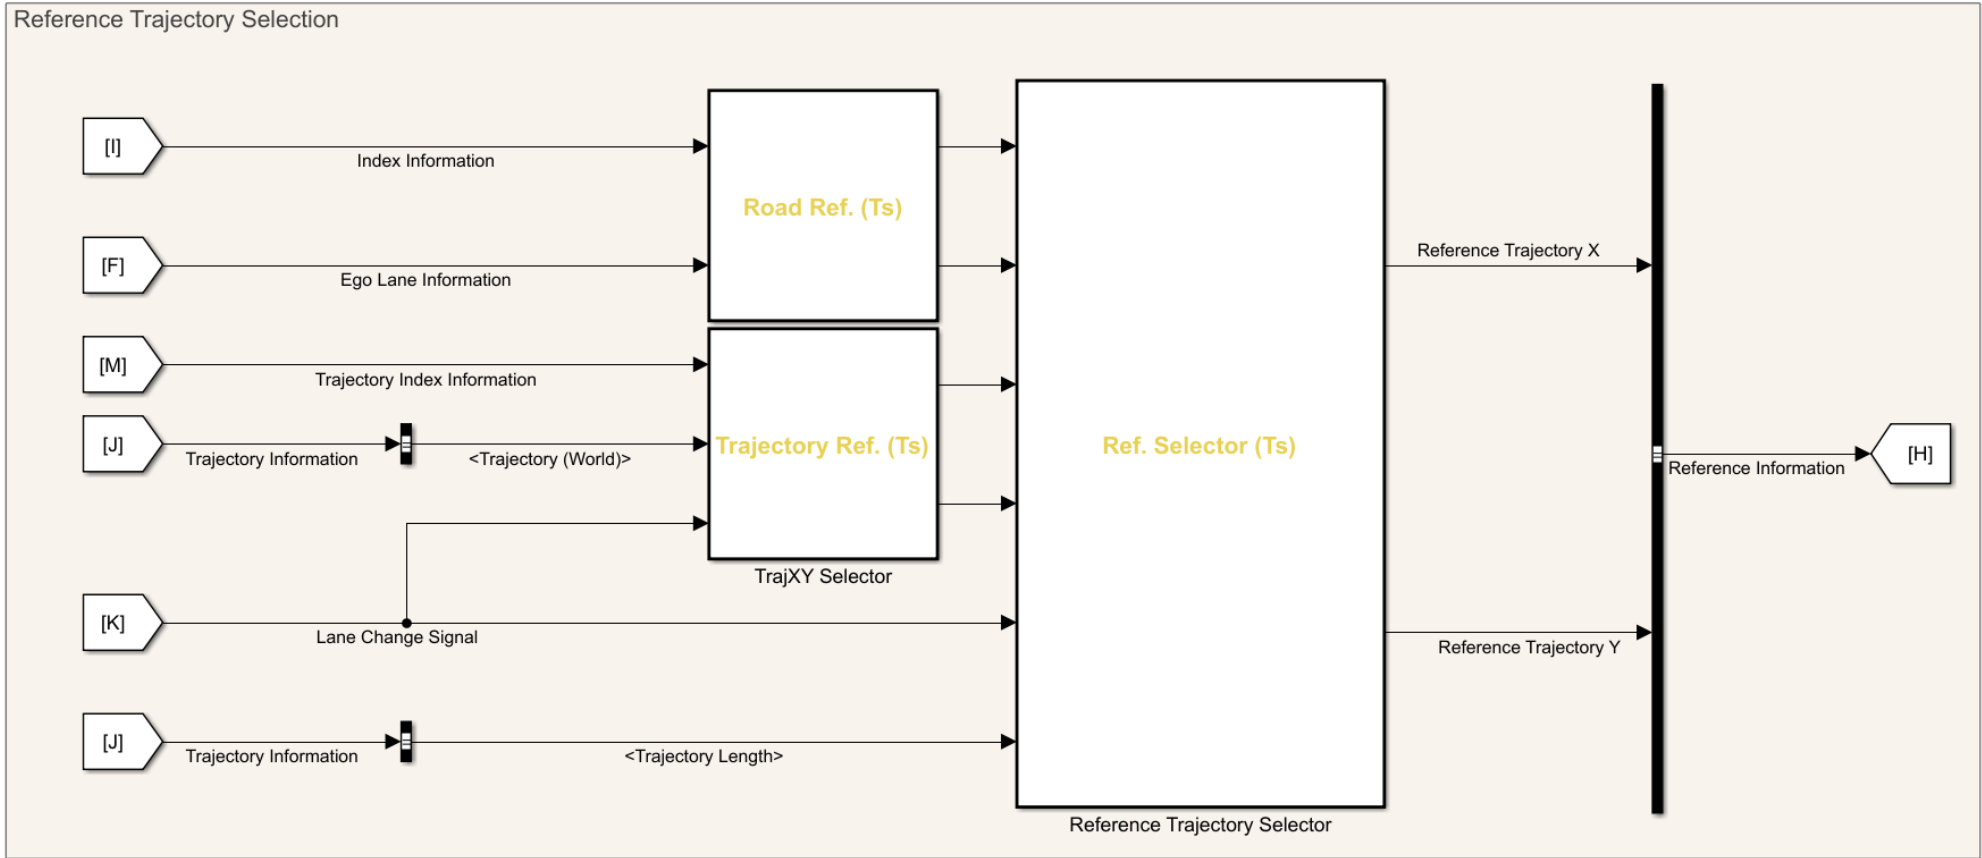 Reference Trajectory Selection
[I]
Index Information
Road Ref. (Ts)
[F]
Ego Lane Information
Reference Trajectory X
[M]
Trajectory Index Information
[J]
Trajectory Information
<Trajectory (World)>
Trajectory Ref. (Ts)
Ref. Selector (Ts)
Reference Information
[H]
TrajXY Selector
[K]
Lane Change Signal
Reference Trajectory Y
[J]
Trajectory Information
<Trajectory Length>
Reference Trajectory Selector